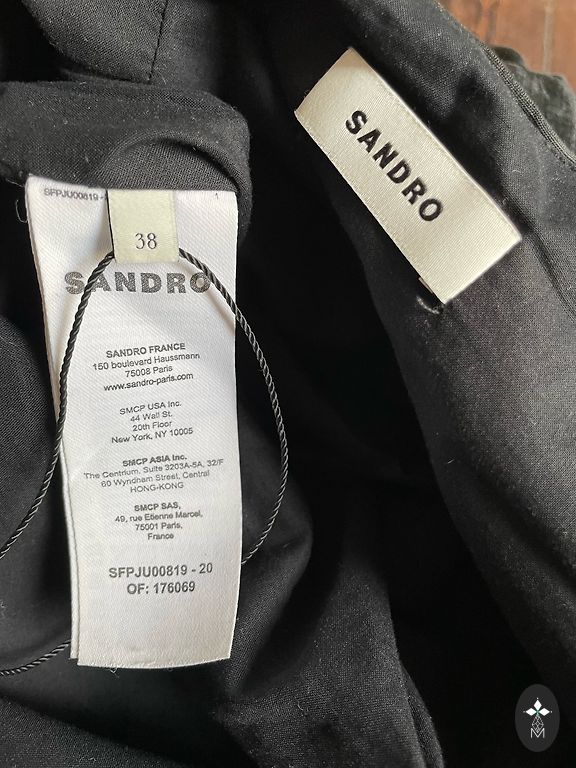 SANDRO
SFPJU00819 -
1
38
SANDRO
SANDRO FRANCE
150 boulevard Haussmann
75008 Paris
www.sandro-paris.com
SMCP USA Inc.
44 Wall St.
20th Floor
New York, NY 10005
SMCP ASIA Inc.
The Centrium, Suite 3203A-5A, 32/F
60 Wyndham Street, Central
HONG-KONG
SMCP SAS,
49, rue Etienne Marcel,
75001 Paris,
France
SFPJU00819 - 20
OF: 176069
M